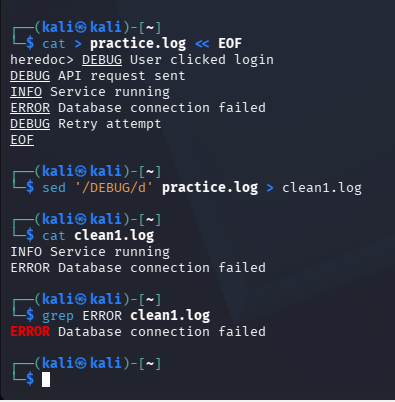 ┌──(kali㉿kali)-[~]
└─$ cat > practice.log << EOF
heredoc> DEBUG User clicked login
DEBUG API request sent
INFO Service running
ERROR Database connection failed
DEBUG Retry attempt
EOF
┌──(kali㉿kali)-[~]
└─$ sed '/DEBUG/d' practice.log > clean1.log
┌──(kali㉿kali)-[~]
└─$ cat clean1.log
INFO Service running
ERROR Database connection failed
┌──(kali㉿kali)-[~]
└─$ grep ERROR clean1.log
ERROR Database connection failed
┌──(kali㉿kali)-[~]
└─$